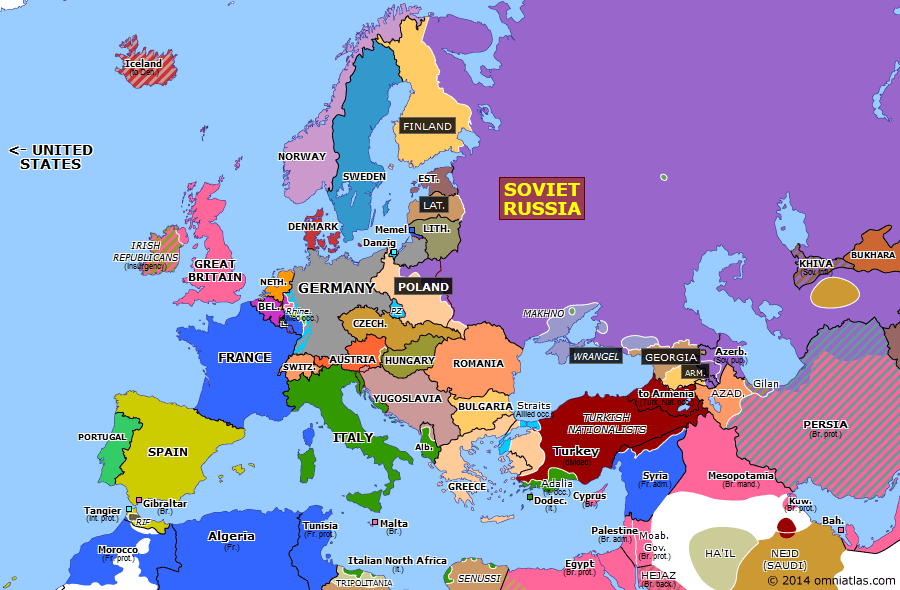 Iceland
(to Den.)
<- UNITED
STATES
FINLAND
NORWAY
SWEDEN
EST.
SOVIET
RUSSIA
LAT.
DENMARK
Memel
LITH.
Danzig
IRISH
REPUBLICANS
(insurgency)
GREAT
BRITAIN
NETH.
GERMANY
POLAND
KHIVA
(Sov. pup.)
BUKHARA
BEL.
Rhine.
(Allied occ.)
PZ
MAKHNO
CZECH.
FRANCE
SWITZ.
AUSTRIA
HUNGARY
ROMANIA
WRANGEL
GEORGIA
Azerb.
(Sov. pup.)
ARM.
Gilan
YUGOSLAVIA
BULGARIA
Straits
(Allied occ.)
to Armenia
(Turk. Nat. occ.)
AZAD.
TURKISH
NATIONALISTS
PERSIA
(Br. prot.)
PORTUGAL
SPAIN
ITALY
Alb.
Turkey
(divided)
GREECE
Adalia
(It. occ.)
Dodec.
(It.)
Cyprus
(Br.)
Syria
(Fr. adm.)
Mesopotamia
(Br. mand.)
Gibraltar
(Br.)
Tangier
(int. prot.)
RIF
Malta
(Br.)
Tunisia
(Fr. prot.)
Algeria
(Fr.)
Morocco
(Fr. prot.)
Kuw.
(Br. prot.)
Bah.
Palestine
(Br. adm.)
Moab.
Gov.
(Br. prot.)
HA'IL
NEJD
(SAUDI)
Italian North Africa
(It.)
TRIPOLITANIA
SENUSSI
Egypt
(Br. prot.)
HEJAZ
(Br. back.)
© 2014 omniatlas.com